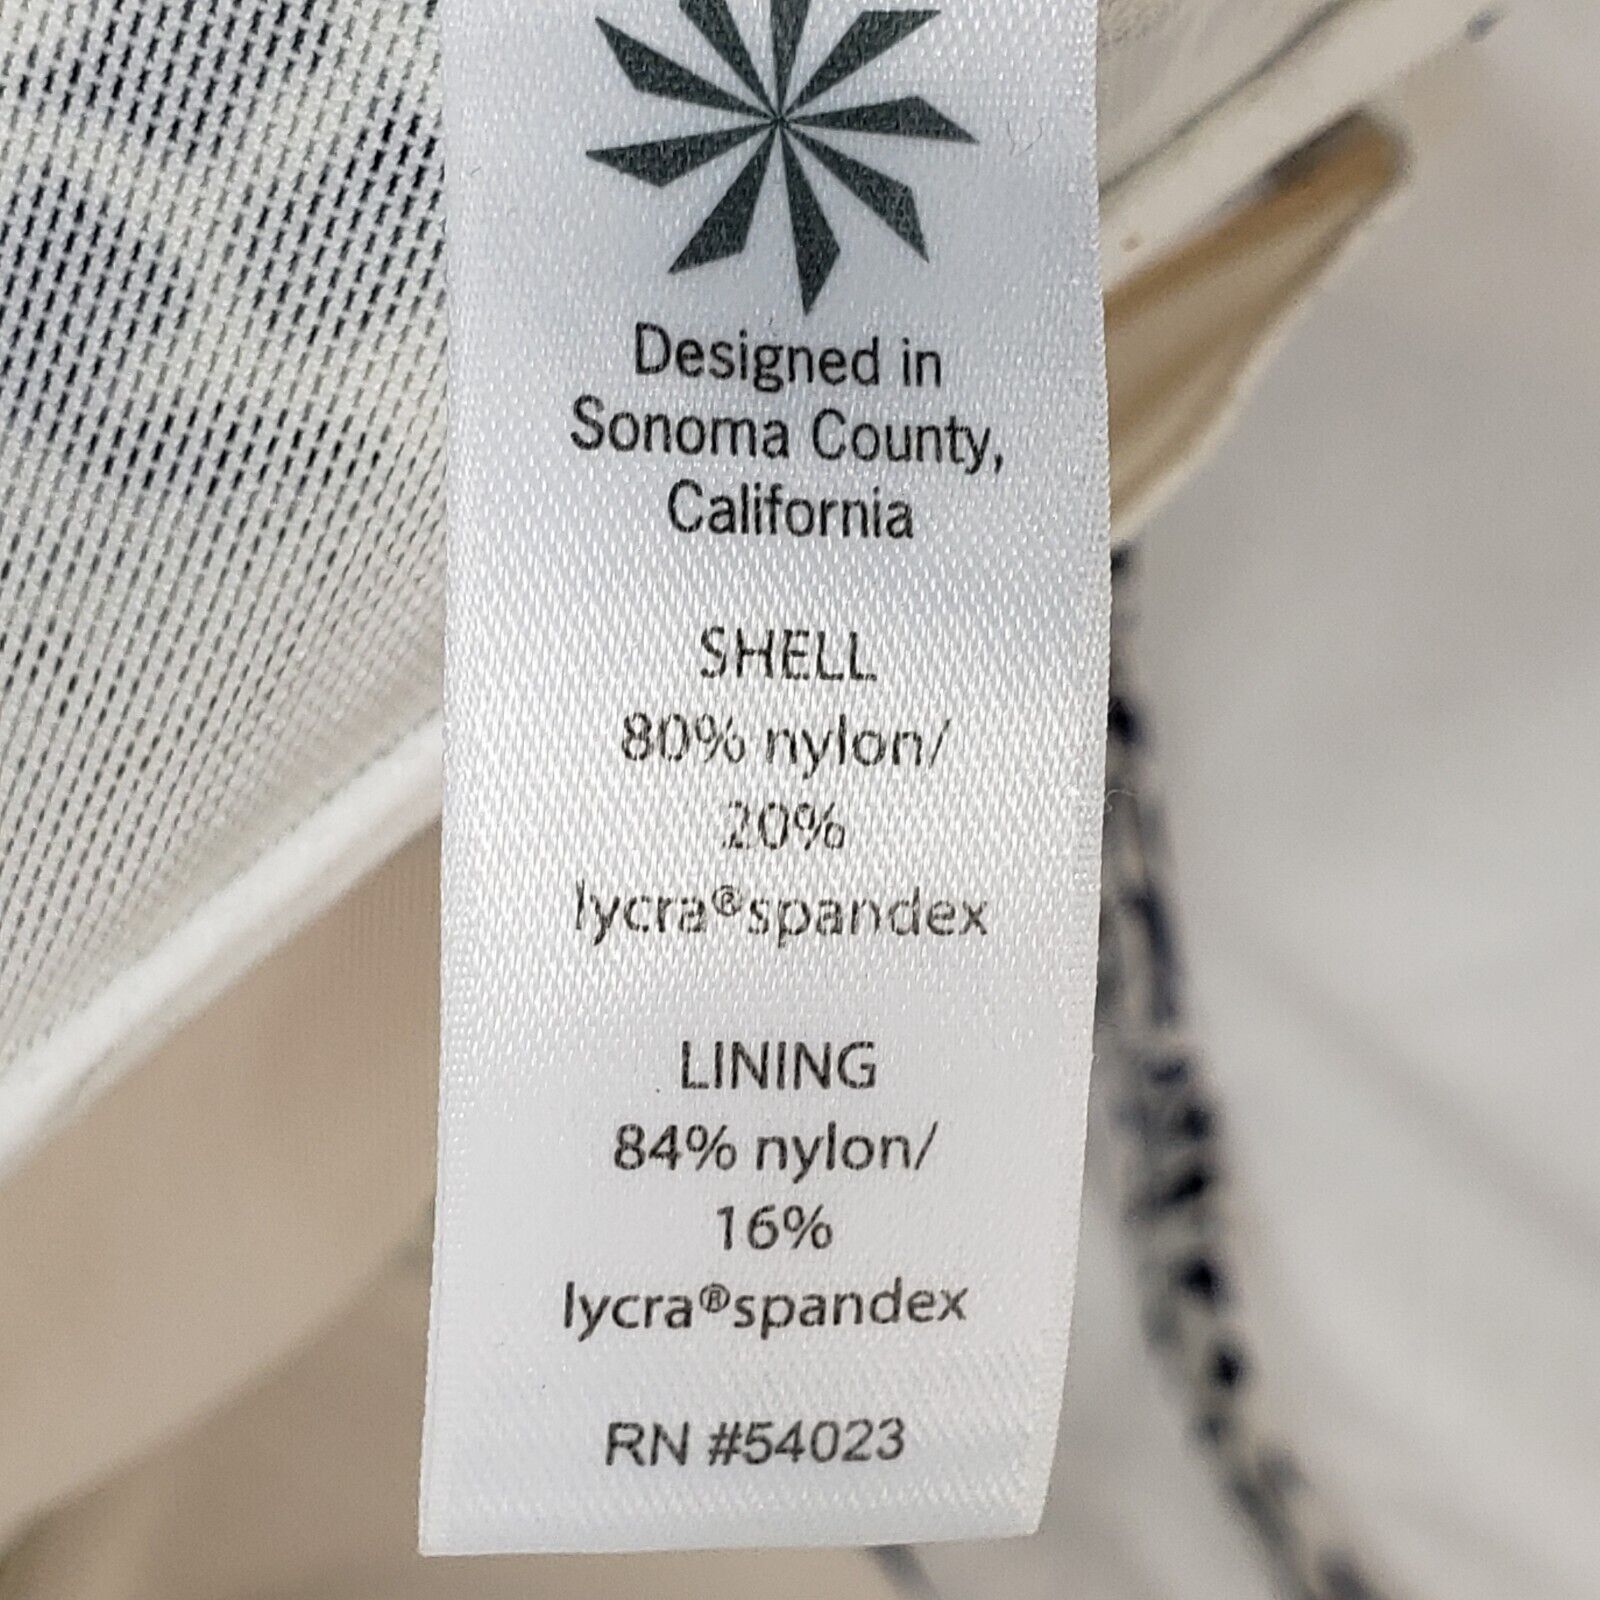 Designed in
Sonoma County,
California
SHELL
80% nylon/
20%
lycra®spandex
LINING
84% nylon/
16%
lycra®spandex
RN #54023